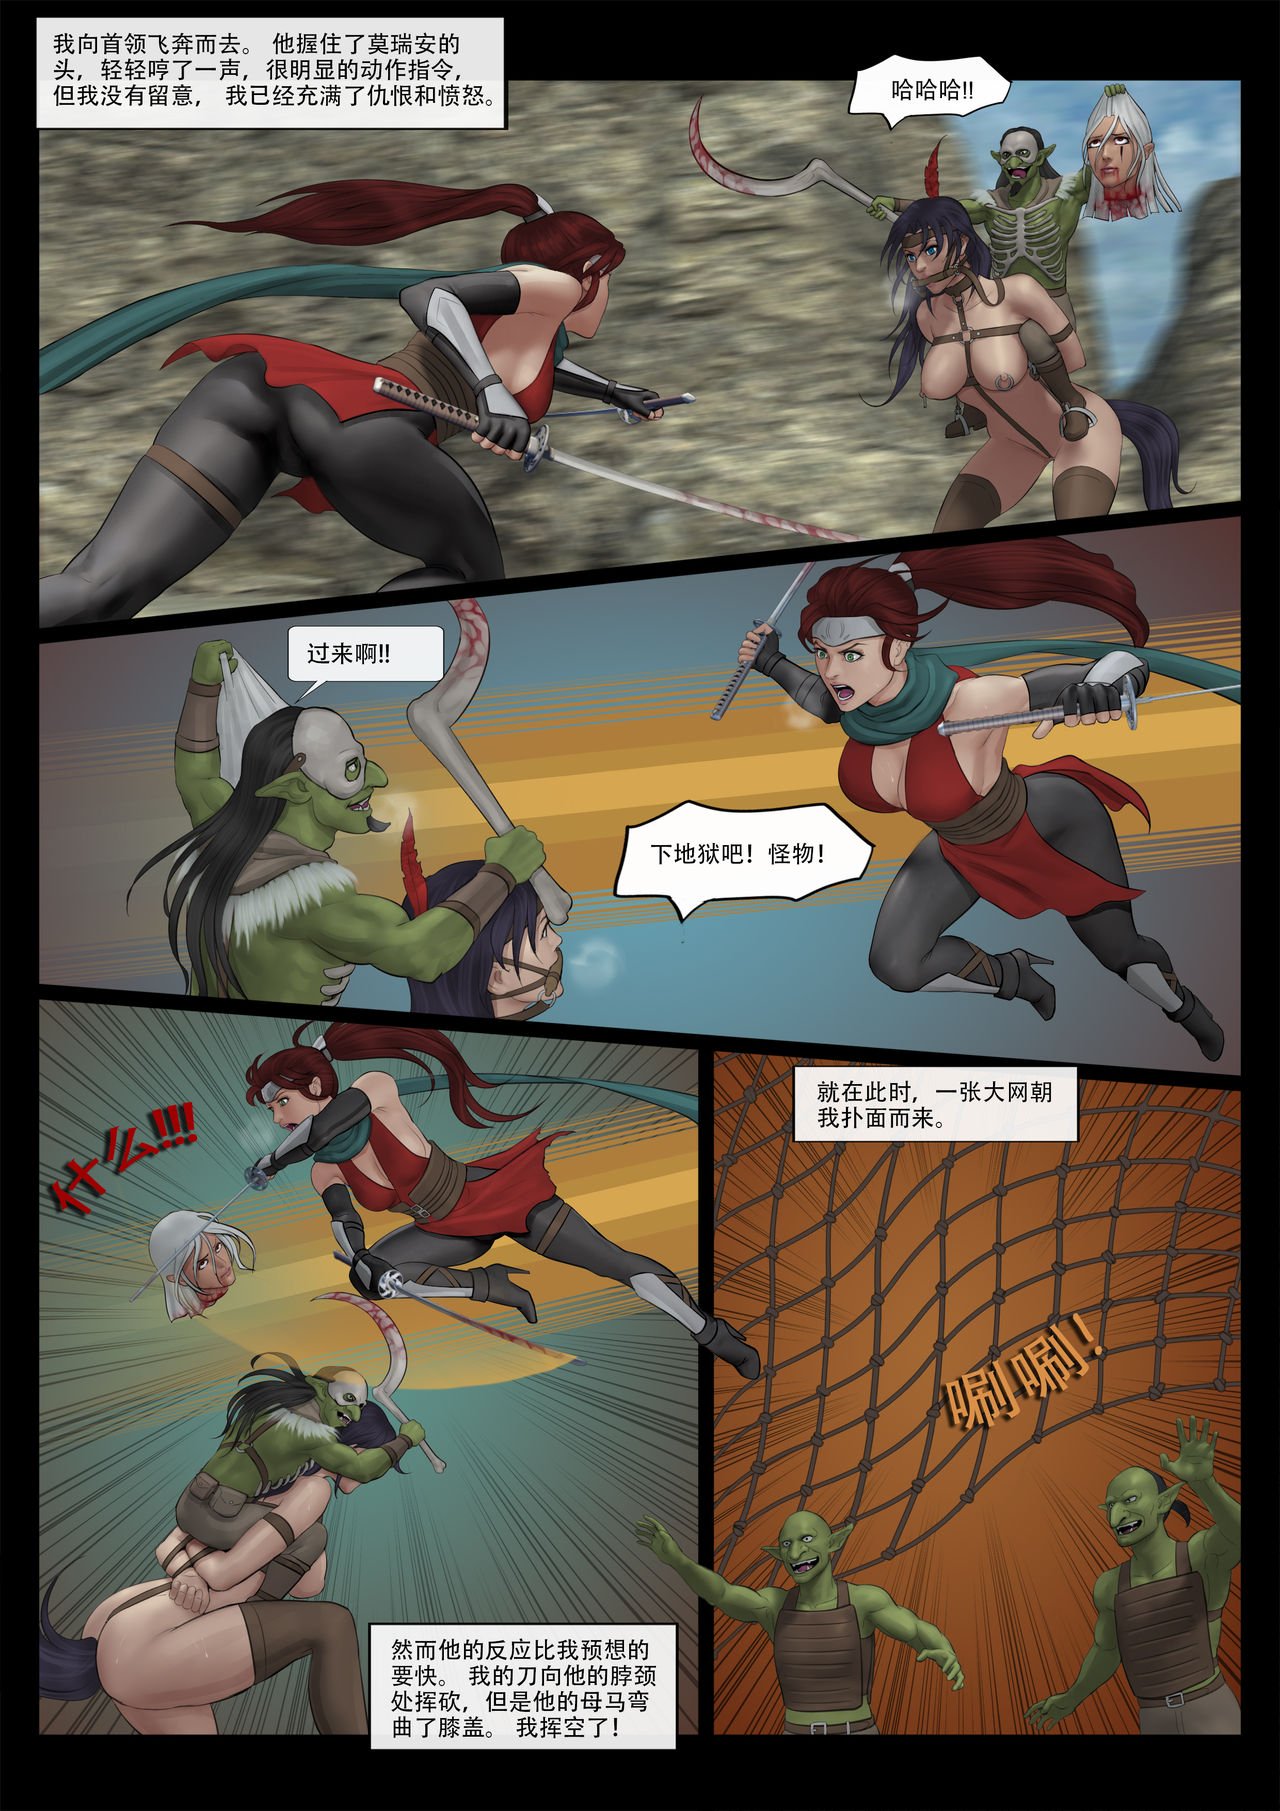 我向首领飞奔而去。 他握住了莫瑞安的
头，轻轻哼了一声，很明显的动作指令，
但我没有留意， 我已经充满了仇恨和愤怒。
哈哈哈!!
过来啊!!
下地狱吧！怪物！
什么!!!
然而他的反应比我预想的
要快。 我的刀向他的脖颈
处挥砍，但是他的母马弯
曲了膝盖。 我挥空了！
就在此时，一张大网朝
我扑面而来。
唰唰！